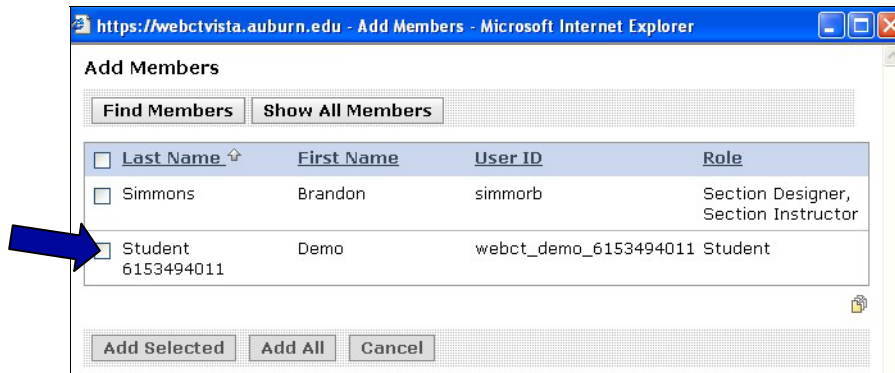 https://webctvista.auburn.edu - Add Members - Microsoft Internet Explorer
Add Members
Find Members Show All Members
Last Name First Name User ID Role
Simmons Brandon simmorb Section Designer,
Section Instructor
Student Demo webct_demo_6153494011 Student
6153494011
Add Selected Add All Cancel